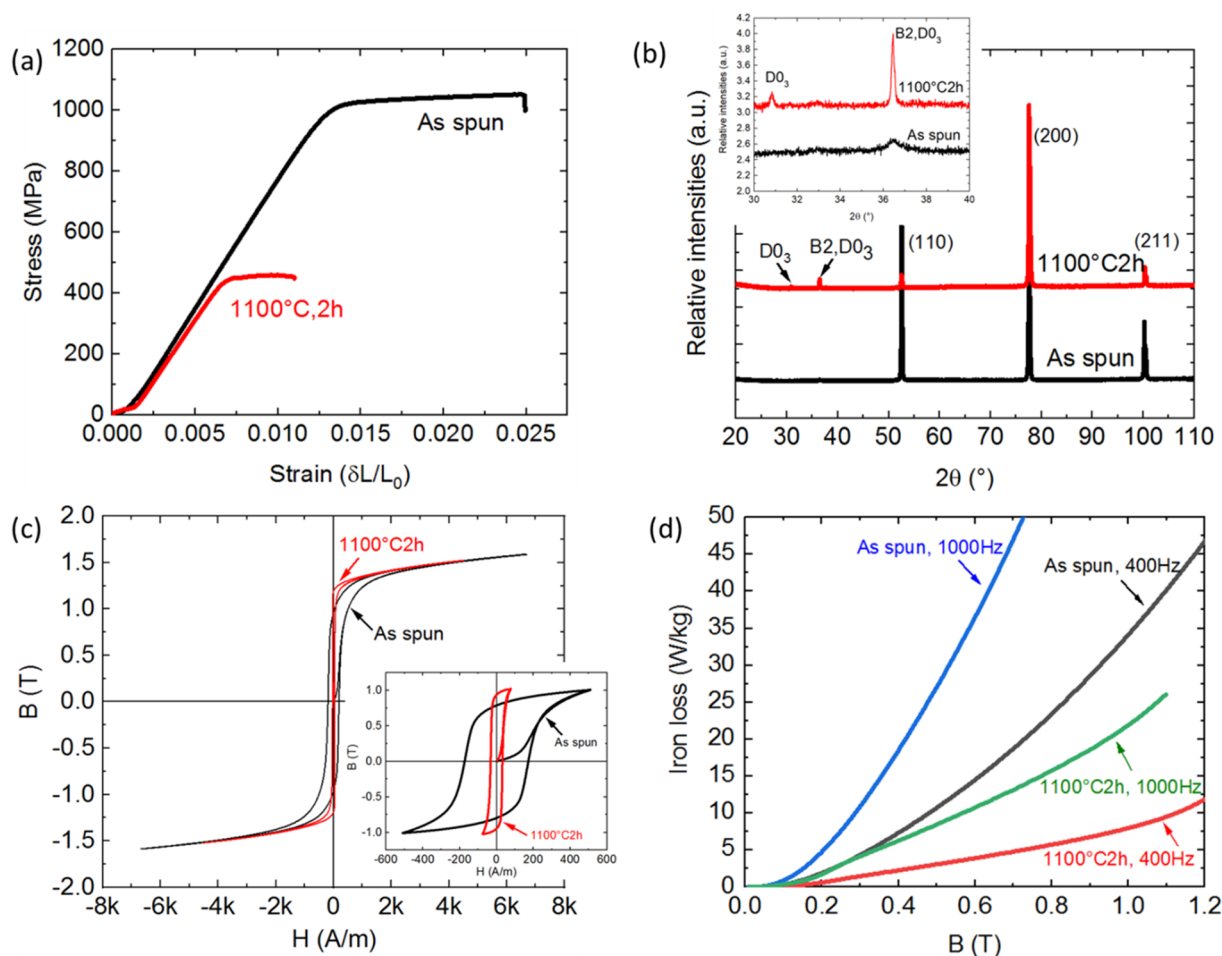 (a)
1200
1000
800
600
400
200
0
0.000 0.005 0.010 0.015 0.020 0.025
Stress (MPa)
Strain (δL/L₀)
As spun
1100°C,2h
(b)
4.2
4.0
3.8
3.6
3.4
3.2
3.0
2.8
2.6
2.4
2.2
2.0
30 32 34 36 38 40
Relative intensities (a.u.)
2θ (°)
B2,D0₃
D0₃
1100°C2h
As spun
Relative intensities (a.u.)
(200)
D0₃
B2,D0₃
(110)
(211)
1100°C2h
As spun
20 30 40 50 60 70 80 90 100 110
2θ (°)
(c)
2.0
1.5
1.0
0.5
0.0
-0.5
-1.0
-1.5
-2.0
-8k -6k -4k -2k 0 2k 4k 6k 8k
B (T)
H (A/m)
1100°C2h
As spun
1.0
0.5
0.0
-0.5
-1.0
-600 -400 -200 0 200 400 600
B (T)
H (A/m)
As spun
1100°C2h
(d)
50
45
40
35
30
25
20
15
10
5
0
0.0 0.2 0.4 0.6 0.8 1.0 1.2
Iron loss (W/kg)
B (T)
As spun, 1000Hz
As spun, 400Hz
1100°C2h, 1000Hz
1100°C2h, 400Hz